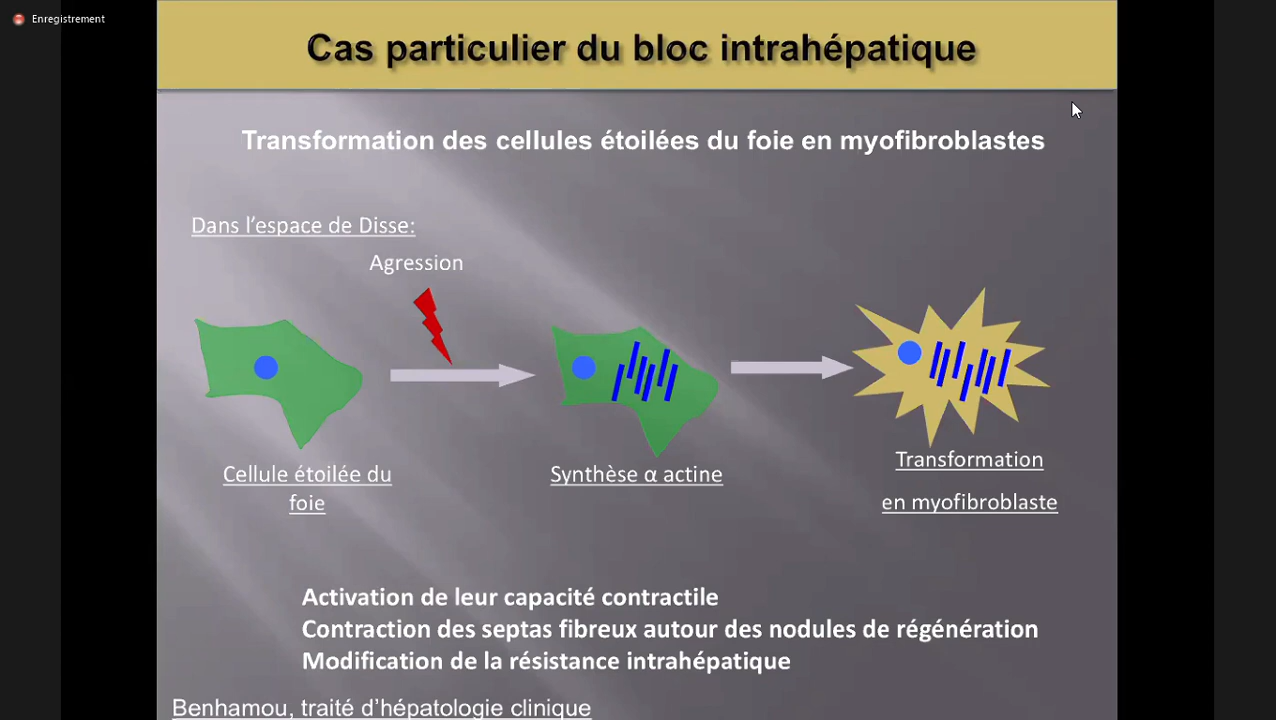 Enregistrement
Cas particulier du bloc intrahépatique
Transformation des cellules étoilées du foie en myofibroblastes
Dans l’espace de Disse:
Agression
Cellule étoilée du
foie
Synthèse α actine
Transformation
en myofibroblaste
Activation de leur capacité contractile
Contraction des septas fibreux autour des nodules de régénération
Modification de la résistance intrahépatique
Benhamou, traité d’hépatologie clinique